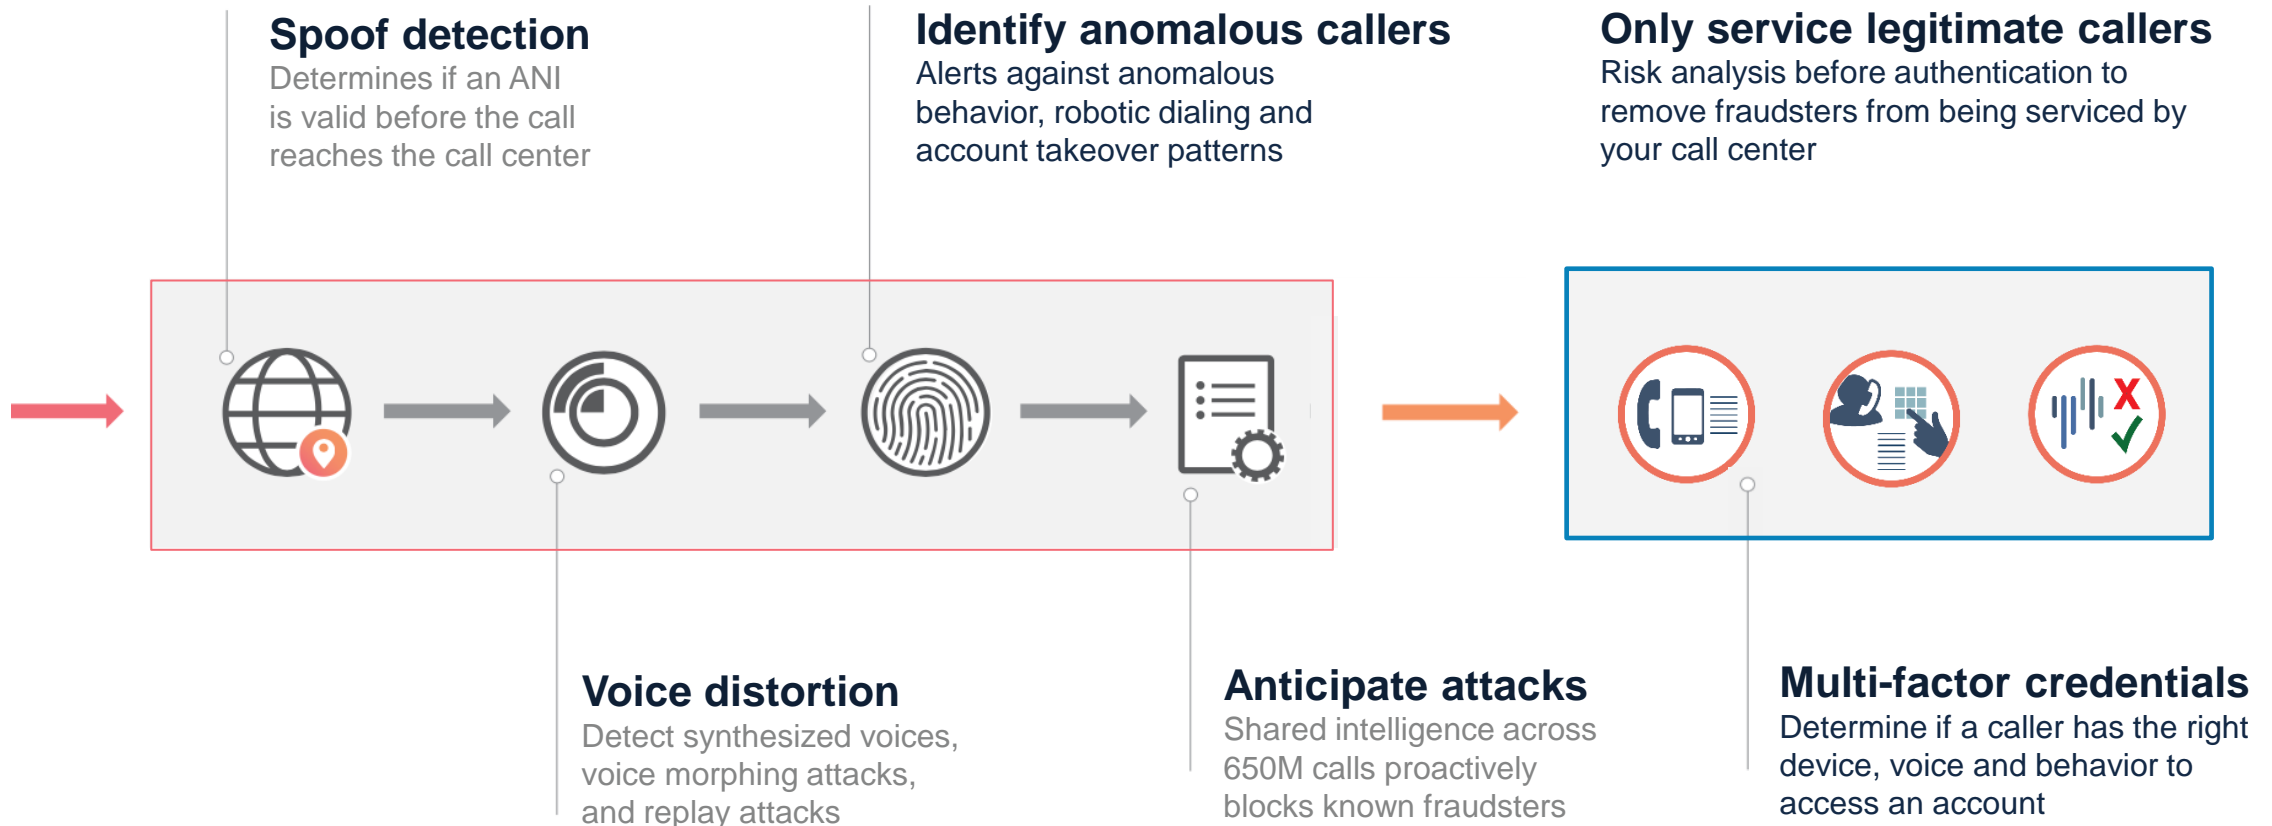 Spoof detection
Determines if an ANI
is valid before the call
reaches the call center
Identify anomalous callers
Alerts against anomalous
behavior, robotic dialing and
account takeover patterns
Only service legitimate callers
Risk analysis before authentication to
remove fraudsters from being serviced by
your call center
Voice distortion
Detect synthesized voices,
voice morphing attacks,
and replay attacks
Anticipate attacks
Shared intelligence across
650M calls proactively
blocks known fraudsters
Multi-factor credentials
Determine if a caller has the right
device, voice and behavior to
access an account